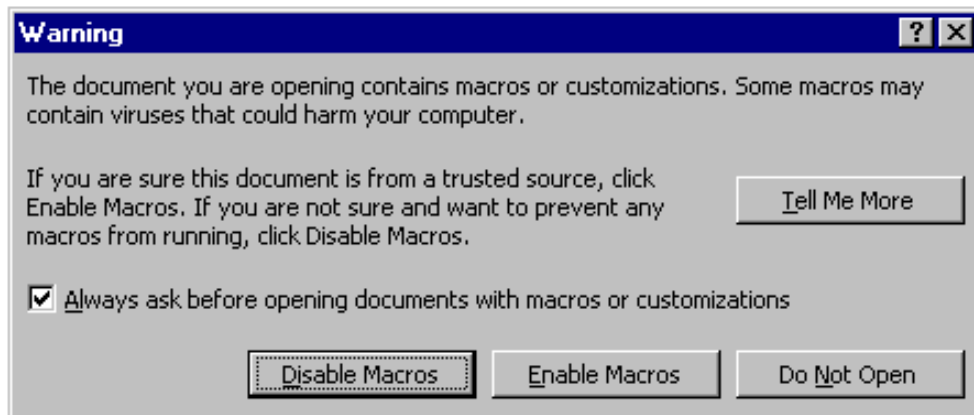 Warning
The document you are opening contains macros or customizations. Some macros may
contain viruses that could harm your computer.
If you are sure this document is from a trusted source, click
Enable Macros. If you are not sure and want to prevent any
macros from running, click Disable Macros.
Tell Me More
Always ask before opening documents with macros or customizations
Disable Macros
Enable Macros
Do Not Open